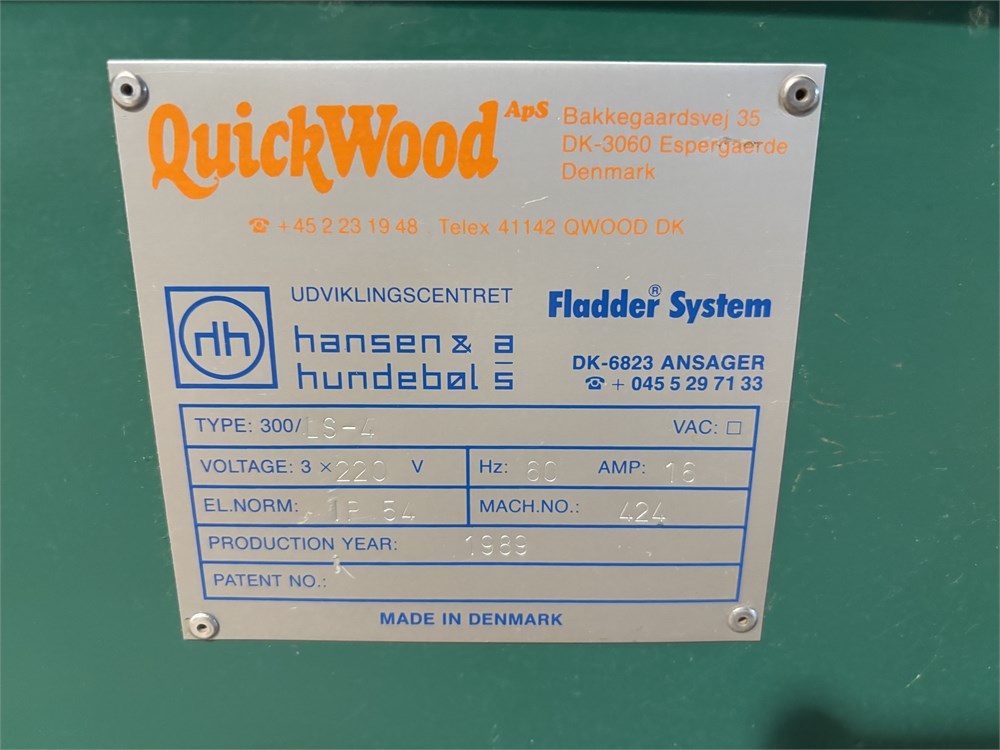 QuickWood ApS
Bakkegaardsvej 35
DK-3060 Espergaerde
Denmark
☎ +45 2 23 19 48 Telex 41142 QWOOD DK
hh
UDVIKLINGSCENTRET
hansen & a
hundebøl s
Fladder® System
DK-6823 ANSAGER
☎ + 045 5 29 71 33
TYPE: 300/LS-4 VAC: □
VOLTAGE: 3 × 220 V Hz: 60 AMP: 16
EL.NORM: IP 54 MACH.NO.: 424
PRODUCTION YEAR: 1989
PATENT NO.:
MADE IN DENMARK